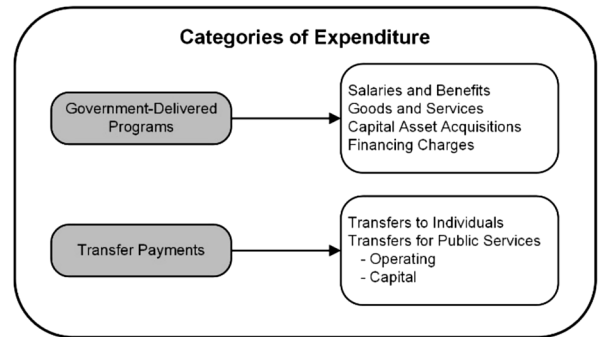 Categories of Expenditure
Government-Delivered
Programs
Salaries and Benefits
Goods and Services
Capital Asset Acquisitions
Financing Charges
Transfer Payments
Transfers to Individuals
Transfers for Public Services
- Operating
- Capital